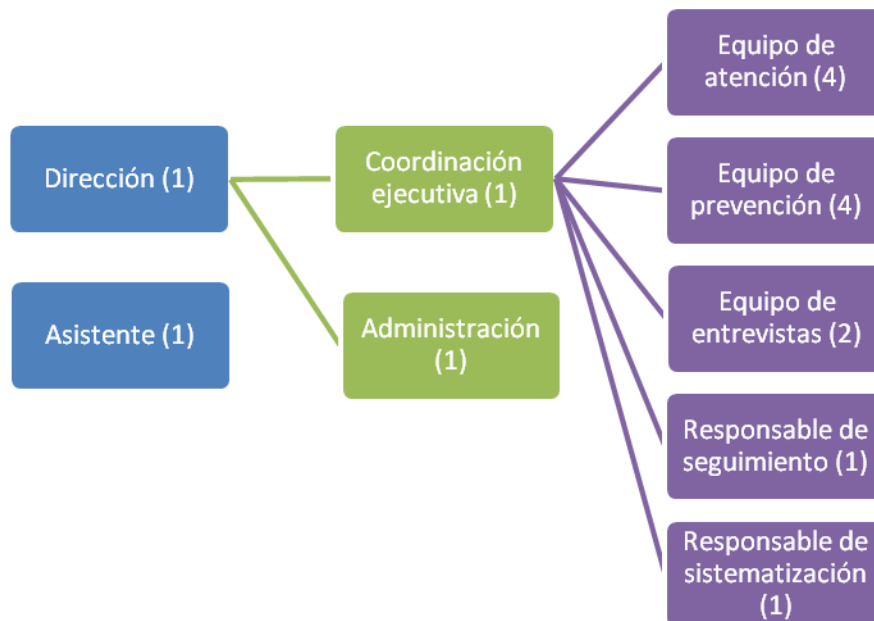 Dirección (1)
Asistente (1)
Coordinación
ejecutiva (1)
Administración
(1)
Equipo de
atención (4)
Equipo de
prevención (4)
Equipo de
entrevistas (2)
Responsable de
seguimiento (1)
Responsable de
sistematización
(1)